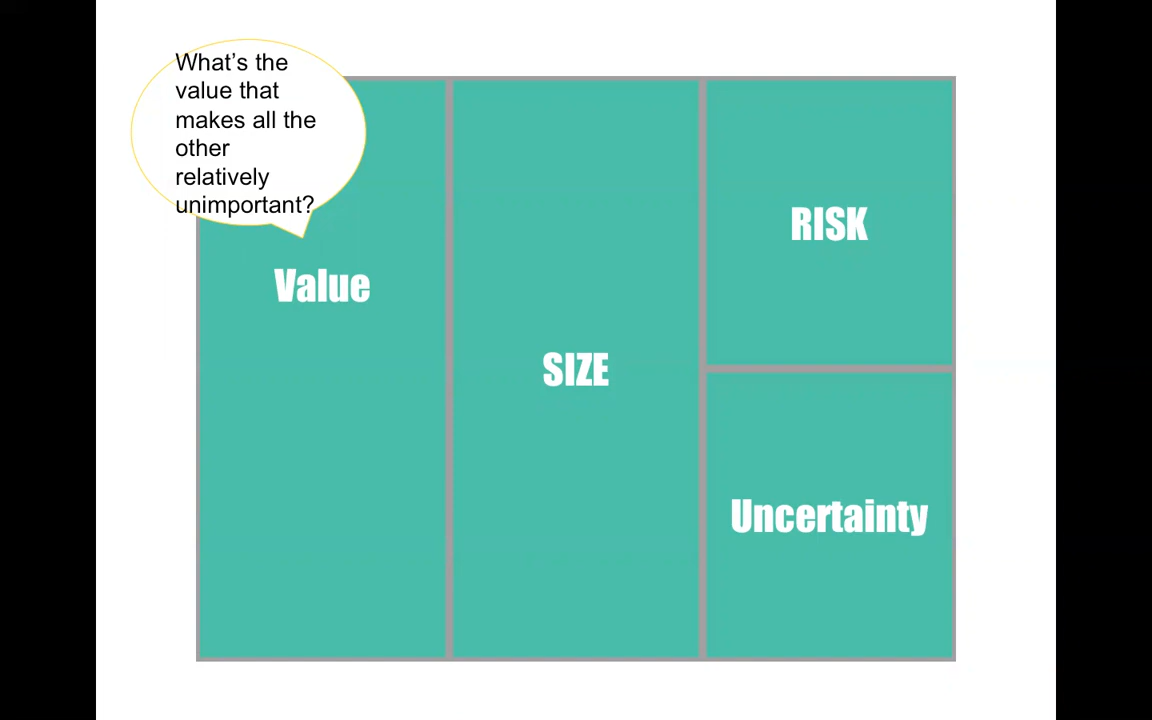 What’s the
value that
makes all the
other
relatively
unimportant?
Value
SIZE
RISK
Uncertainty